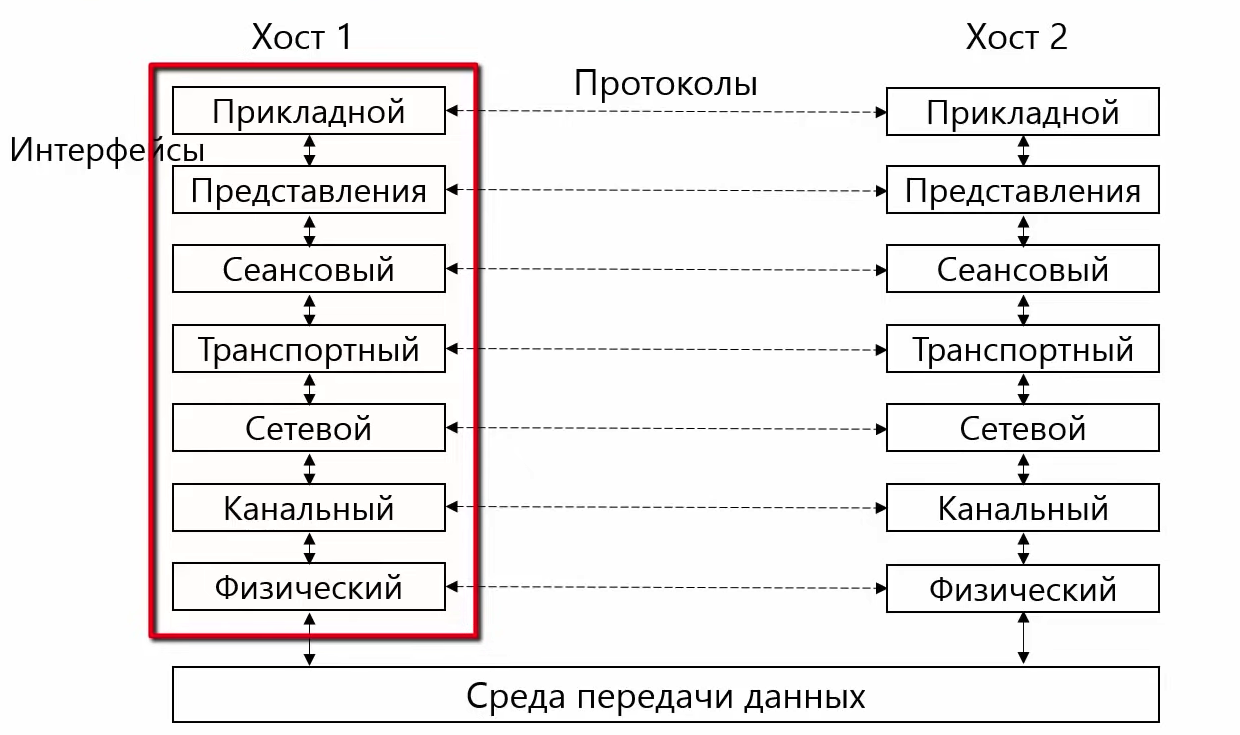 Хост 1
Хост 2
Протоколы
Интерфейсы
Прикладной
Прикладной
Представления
Представления
Сеансовый
Сеансовый
Транспортный
Транспортный
Сетевой
Сетевой
Канальный
Канальный
Физический
Физический
Среда передачи данных